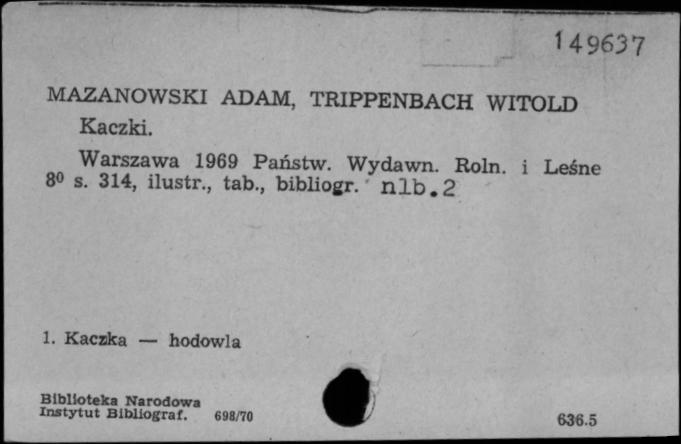 149637
MAZANOWSKI ADAM, TRIPPENBACH WITOLD
Kaczki.
Warszawa 1969 Państw. Wydawn. Roln. i Leśne
8⁰ s. 314, ilustr., tab., bibliogr. nlb.2
1. Kaczka — hodowla
Biblioteka Narodowa
Instytut Bibliograf. 698/70
636.5